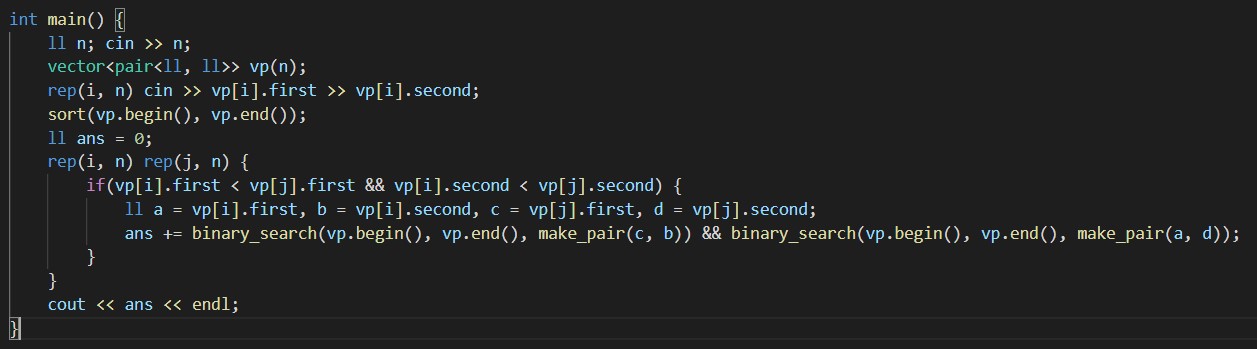 int main() {
    ll n; cin >> n;
    vector<pair<ll, ll>> vp(n);
    rep(i, n) cin >> vp[i].first >> vp[i].second;
    sort(vp.begin(), vp.end());
    ll ans = 0;
    rep(i, n) rep(j, n) {
        if(vp[i].first < vp[j].first && vp[i].second < vp[j].second) {
            ll a = vp[i].first, b = vp[i].second, c = vp[j].first, d = vp[j].second;
            ans += binary_search(vp.begin(), vp.end(), make_pair(c, b)) && binary_search(vp.begin(), vp.end(), make_pair(a, d));
        }
    }
    cout << ans << endl;
}